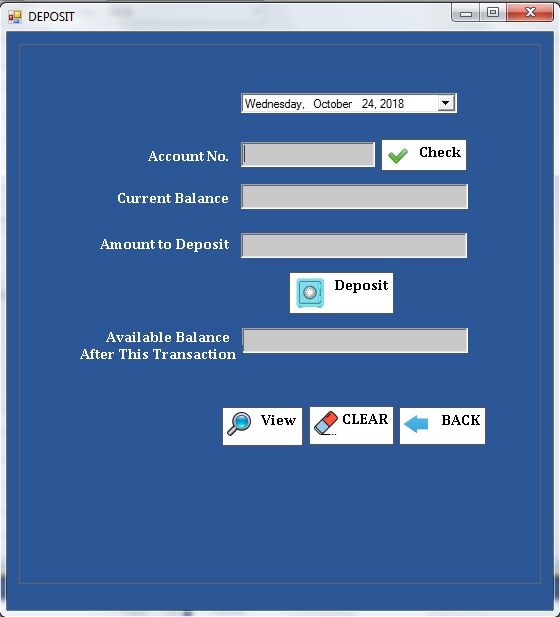 DEPOSIT
Wednesday, October 24, 2018
Account No.
Check
Current Balance
Amount to Deposit
Deposit
Available Balance
After This Transaction
View
CLEAR
BACK